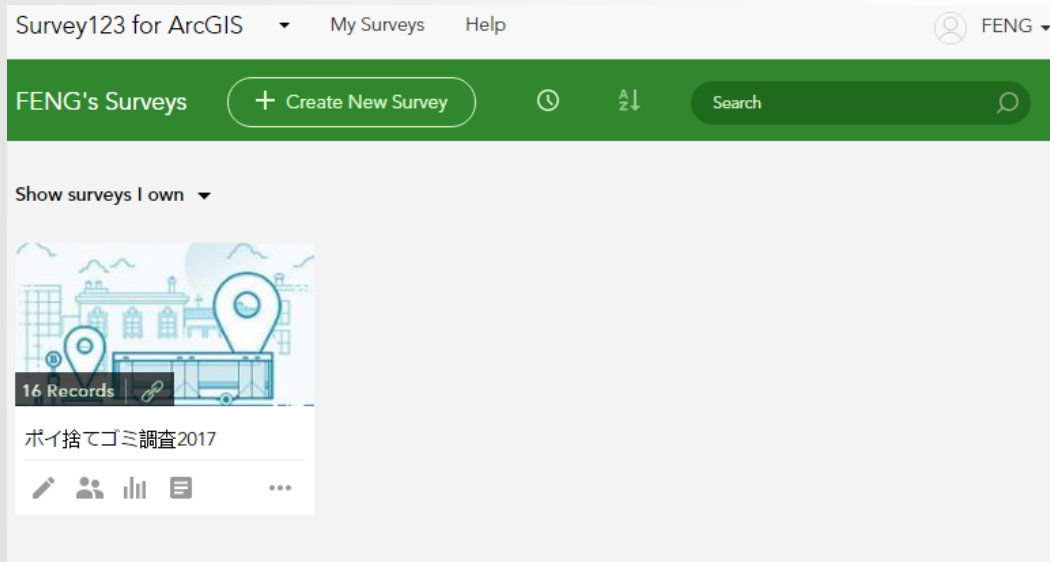 Survey123 for ArcGIS My Surveys Help FENG
FENG's Surveys + Create New Survey Search
Show surveys I own
16 Records
ポイ捨てゴミ調査2017